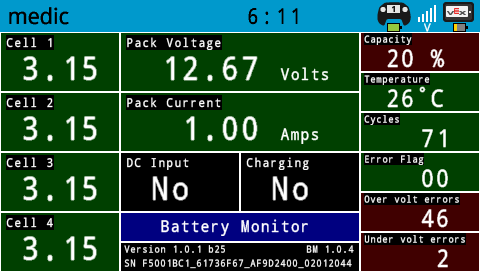 medic
6:11
1
VEX
V
Cell 1
3.15
Cell 2
3.15
Cell 3
3.15
Cell 4
3.15
Pack Voltage
12.67 Volts
Pack Current
1.00 Amps
DC Input
No
Charging
No
Battery Monitor
Version 1.0.1 b25 BM 1.0.4
SN F5001BC1_61736F67_AF9D2400_02012044
Capacity
20 %
Temperature
26°C
Cycles
71
Error Flag
00
Over volt errors
46
Under volt errors
2